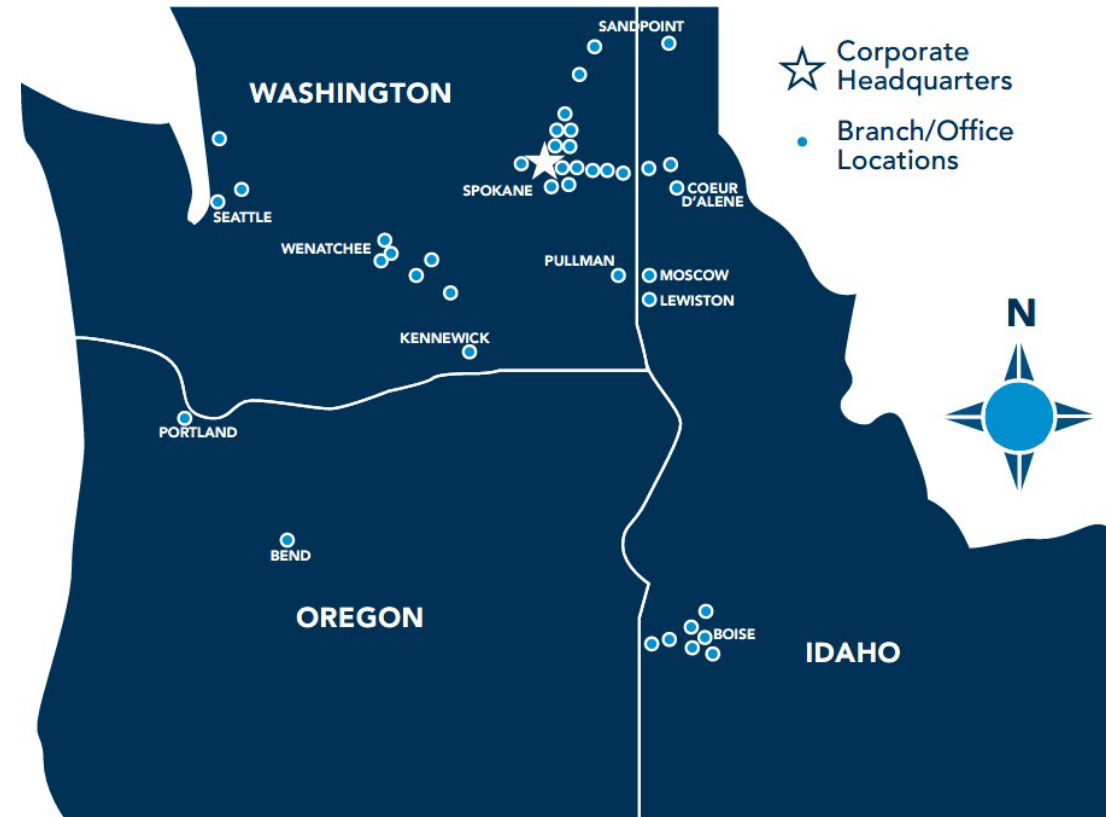 SANDPOINT
Corporate
Headquarters
WASHINGTON
Branch/Office
Locations
SPOKANE
COEUR
D'ALENE
SEATTLE
WENATCHEE
PULLMAN
MOSCOW
LEWISTON
N
KENNEWICK
PORTLAND
BEND
OREGON
BOISE
IDAHO